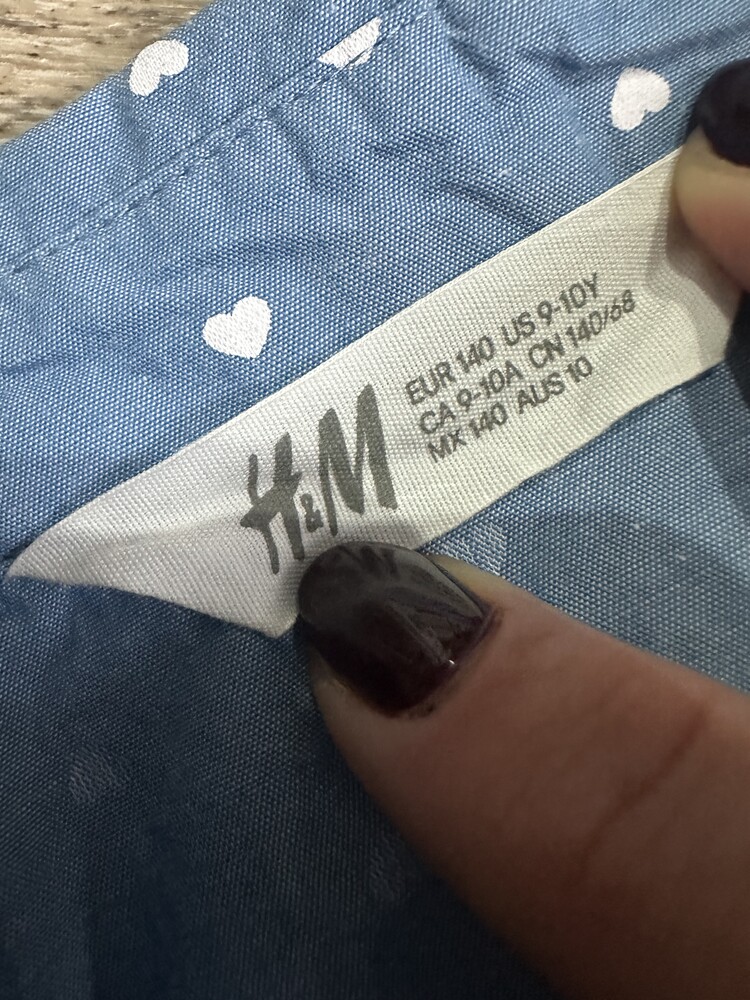 H&M
EUR 140 US 9-10Y
CA 9-10A CN 140/68
MX 140 AUS 10